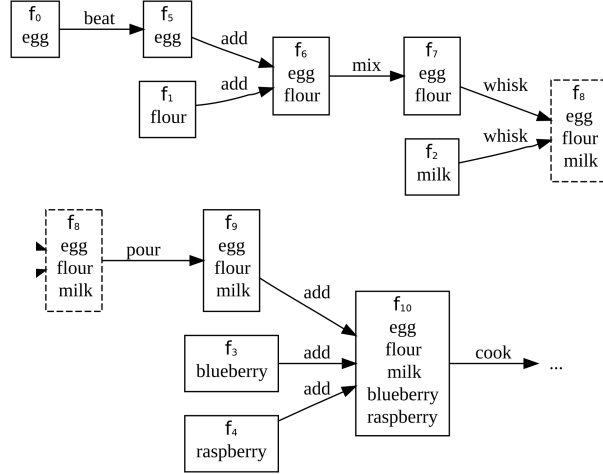 f₀
egg
beat
f₅
egg
add
f₁
flour
add
f₆
egg
flour
mix
f₇
egg
flour
whisk
f₂
milk
whisk
f₈
egg
flour
milk
f₈
egg
flour
milk
pour
f₉
egg
flour
milk
add
f₃
blueberry
add
f₄
raspberry
add
f₁₀
egg
flour
milk
blueberry
raspberry
cook
...